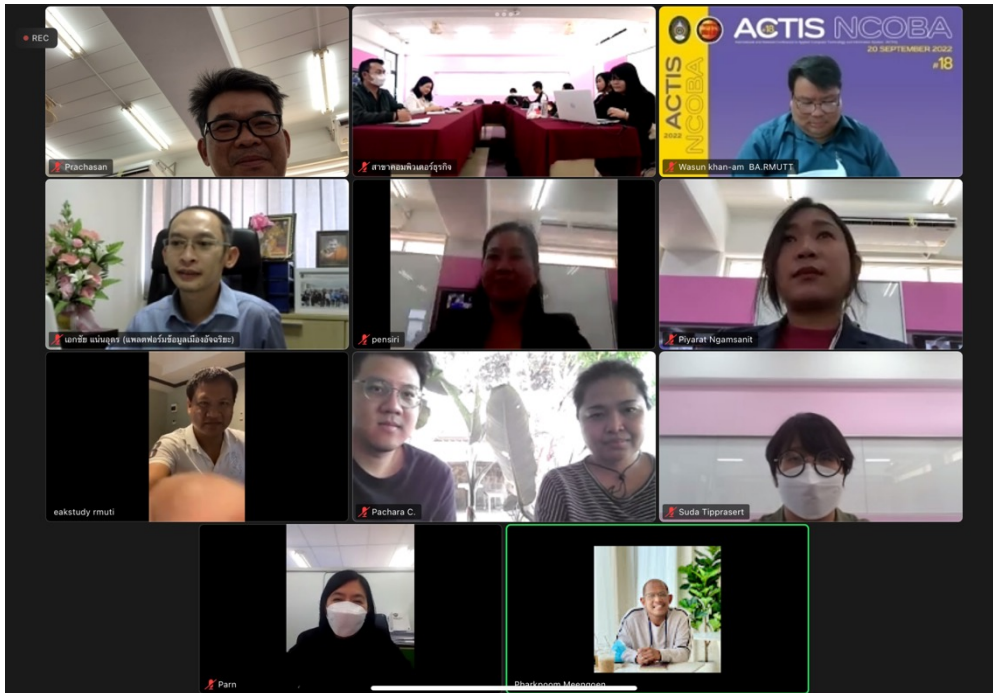 REC
ACTIS NCOBA
20 SEPTEMBER 2022
#18
ACTIS
NCOBA
2022
Prachasan
สาขาคอมพิวเตอร์ธุรกิจ
Wasun khan-am BA.RMUTT
เอกชัย แน่นอุดร (แพลตฟอร์มข้อมูลเมืองอัจฉริยะ)
pensiri
Piyarat Ngamsanit
eakstudy rmuti
Pachara C.
Suda Tipprasert
Parn
Pharknoom Meengoen